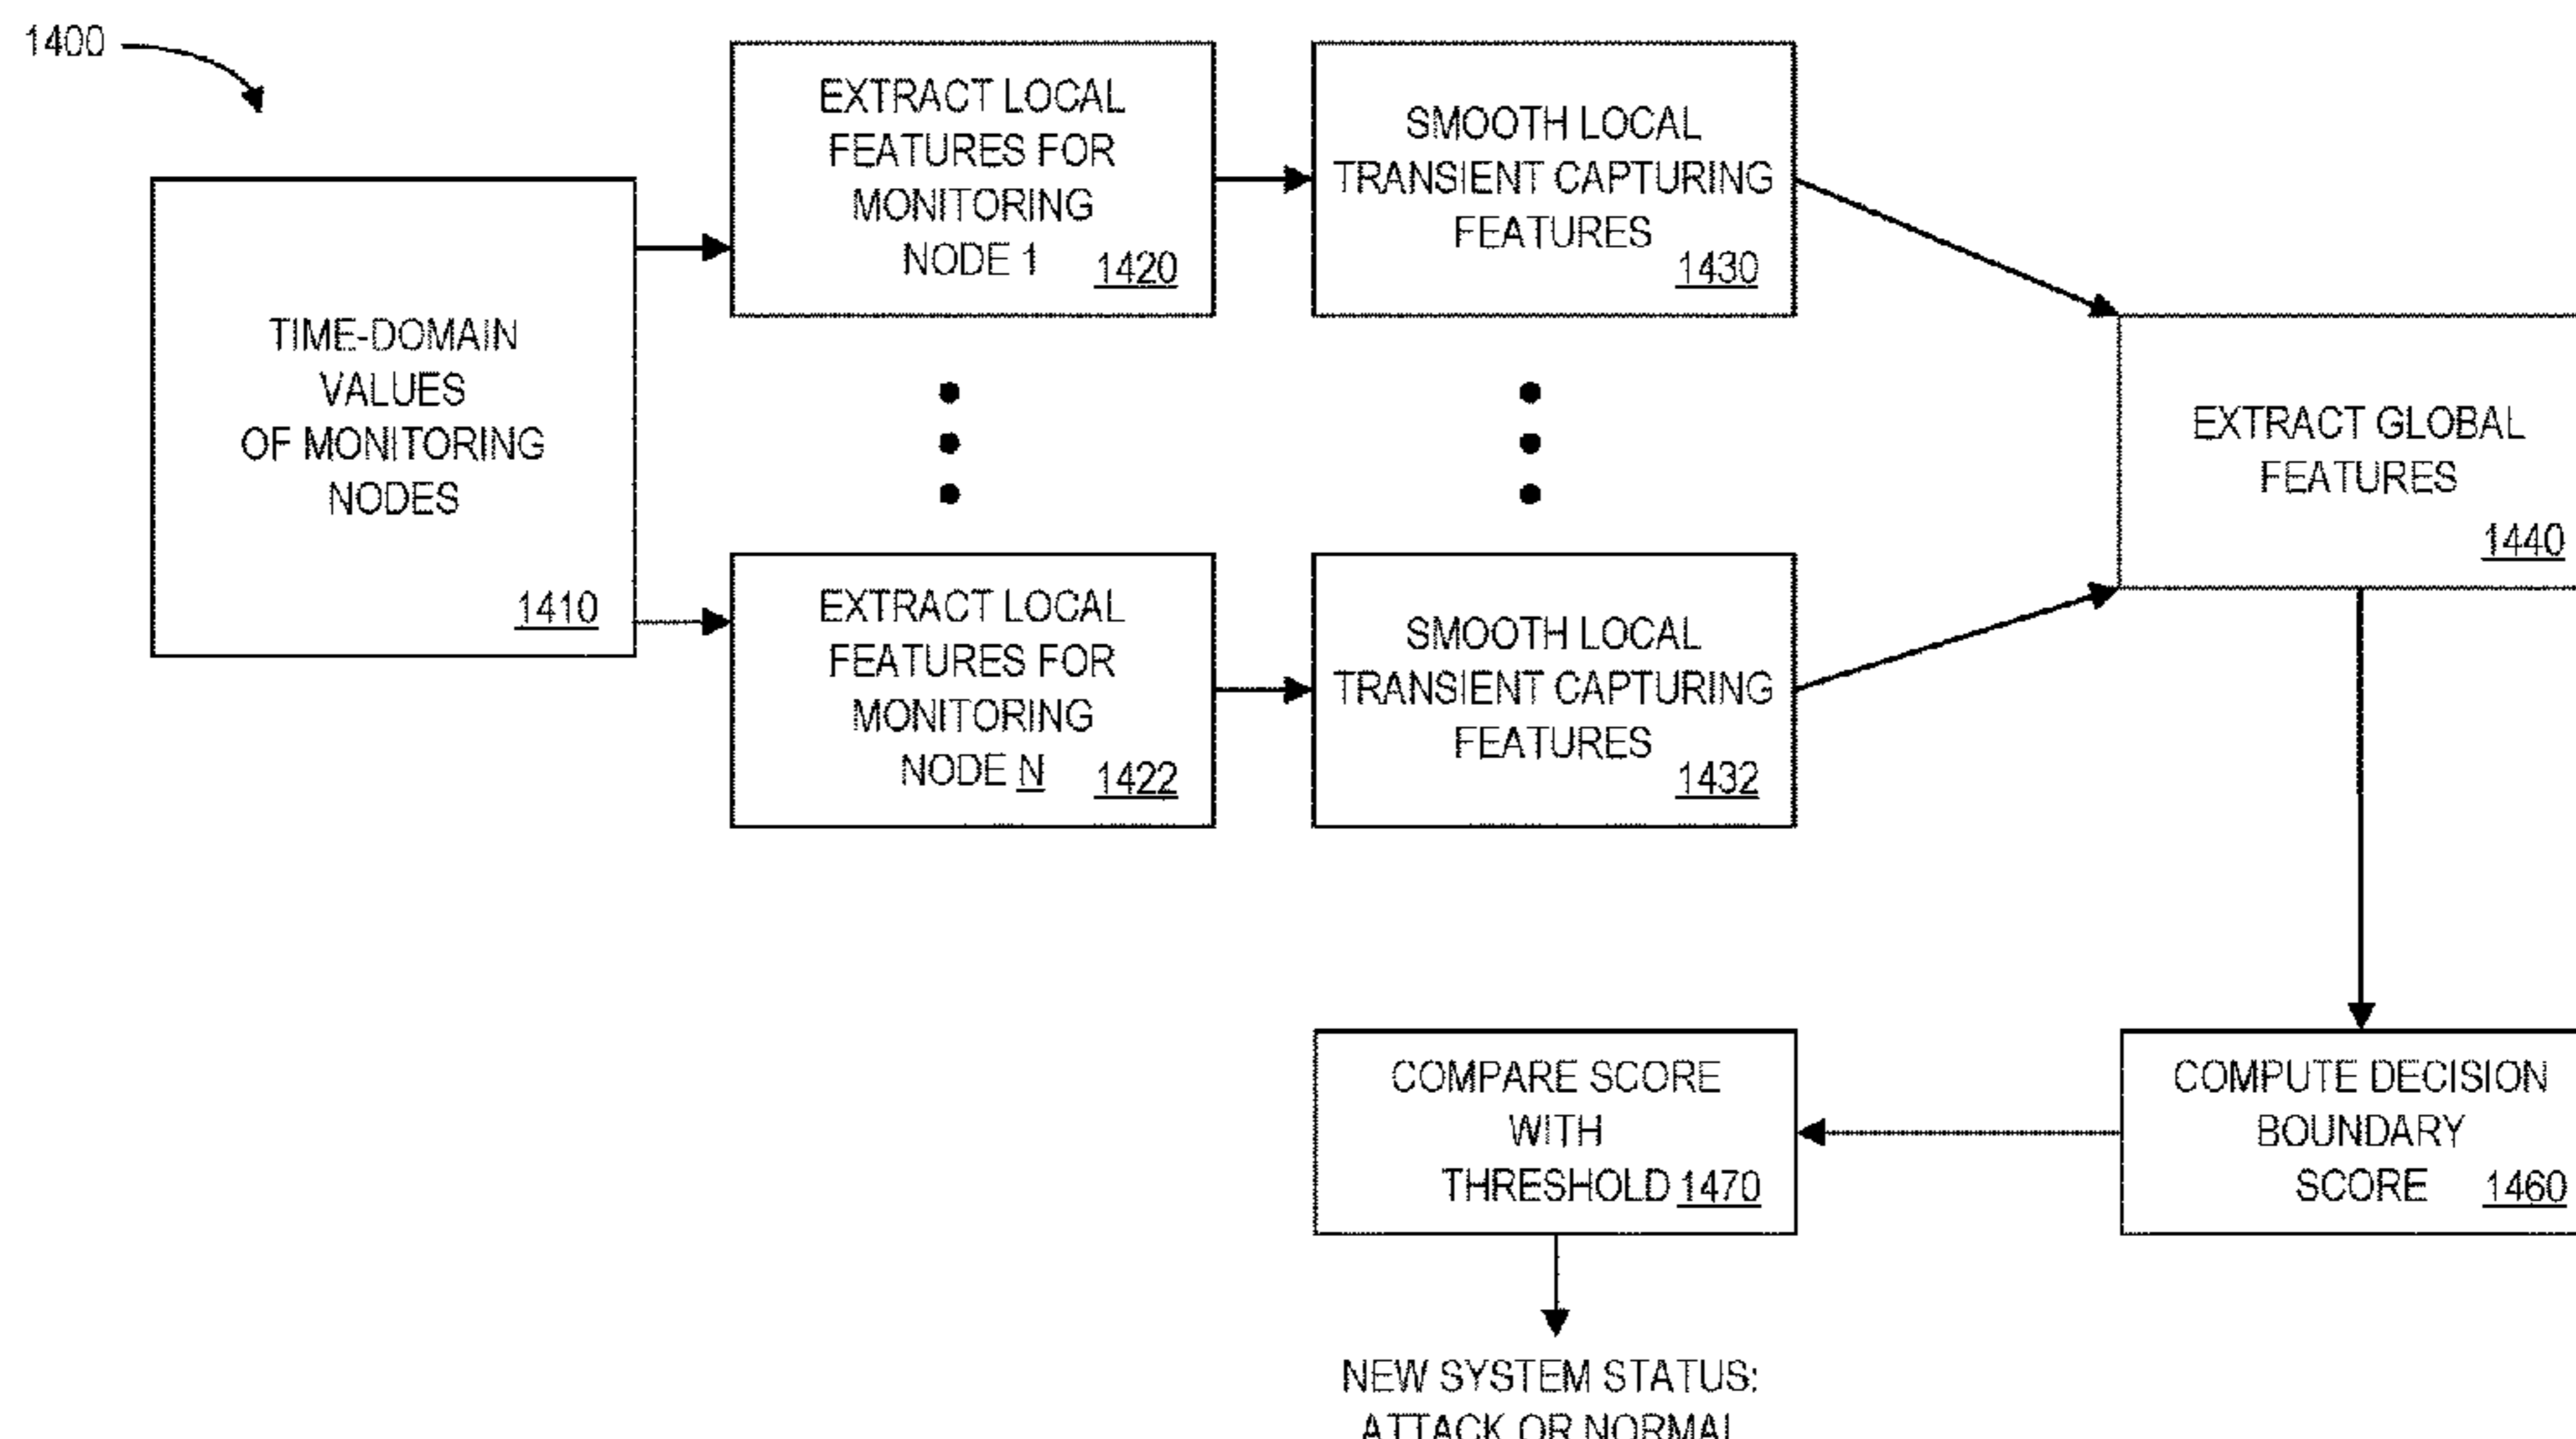 1400
EXTRACT LOCAL
FEATURES FOR
MONITORING
NODE 1 1420
SMOOTH LOCAL
TRANSIENT CAPTURING
FEATURES
1430
TIME-DOMAIN
VALUES
OF MONITORING
NODES
1410
EXTRACT GLOBAL
FEATURES
1440
EXTRACT LOCAL
FEATURES FOR
MONITORING
NODE N 1422
SMOOTH LOCAL
TRANSIENT CAPTURING
FEATURES
1432
COMPUTE DECISION
BOUNDARY
SCORE 1460
COMPARE SCORE
WITH
THRESHOLD 1470
NEW SYSTEM STATUS:
ATTACK OR NORMAL